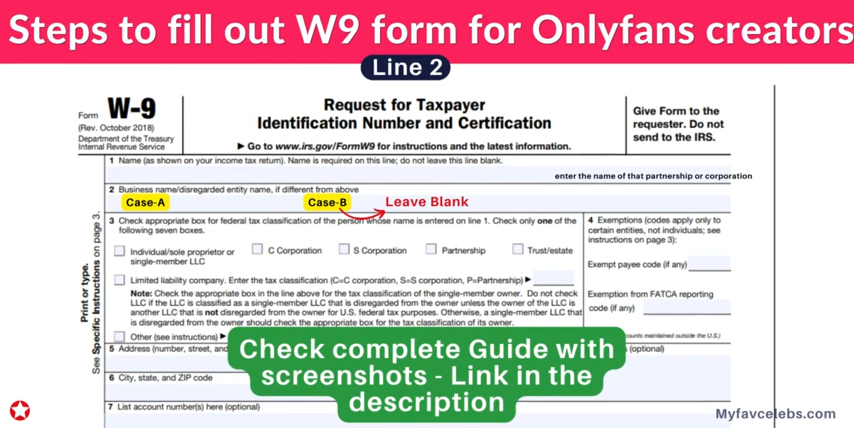 Steps to fill out W9 form for Onlyfans creators
Line 2
Form W-9
(Rev. October 2018)
Department of the Treasury
Internal Revenue Service
Request for Taxpayer
Identification Number and Certification
▶ Go to www.irs.gov/FormW9 for instructions and the latest information.
Give Form to the
requester. Do not
send to the IRS.
1 Name (as shown on your income tax return). Name is required on this line; do not leave this line blank.
enter the name of that partnership or corporation
2 Business name/disregarded entity name, if different from above
Case-A
Case-B
Leave Blank
Print or type.
See Specific Instructions on page 3.
3 Check appropriate box for federal tax classification of the person whose name is entered on line 1. Check only one of the
following seven boxes.
Individual/sole proprietor or
single-member LLC
C Corporation
S Corporation
Partnership
Trust/estate
Limited liability company. Enter the tax classification (C=C corporation, S=S corporation, P=Partnership) ▶
Note: Check the appropriate box in the line above for the tax classification of the single-member owner. Do not check
LLC if the LLC is classified as a single-member LLC that is disregarded from the owner unless the owner of the LLC is
another LLC that is not disregarded from the owner for U.S. federal tax purposes. Otherwise, a single-member LLC that
is disregarded from the owner should check the appropriate box for the tax classification of its owner.
Other (see instructions) ▶
4 Exemptions (codes apply only to
certain entities, not individuals; see
instructions on page 3):
Exempt payee code (if any)
Exemption from FATCA reporting
code (if any)
counts maintained outside the U.S.)
5 Address (number, street, and
(optional)
6 City, state, and ZIP code
7 List account number(s) here (optional)
Check complete Guide with
screenshots - Link in the
description
Myfavcelebs.com